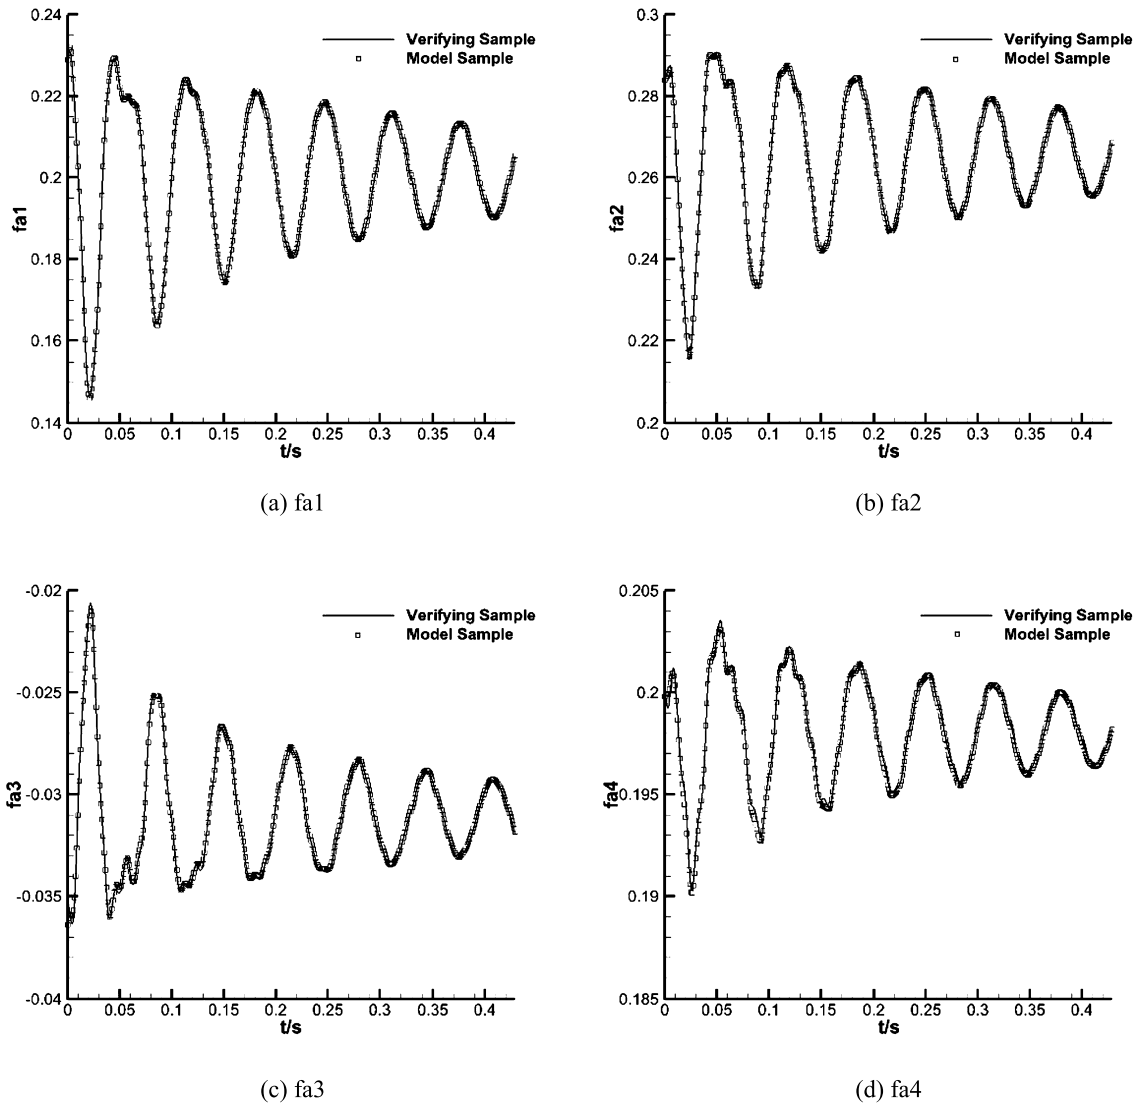 0.24
0.22
0.2
0.18
0.16
0.14
fa1
0 0.05 0.1 0.15 0.2 0.25 0.3 0.35 0.4
t/s
Verifying Sample
Model Sample
(a) fa1
0.3
0.28
0.26
0.24
0.22
0.2
fa2
0 0.05 0.1 0.15 0.2 0.25 0.3 0.35 0.4
t/s
Verifying Sample
Model Sample
(b) fa2
-0.02
-0.025
-0.03
-0.035
-0.04
fa3
0 0.05 0.1 0.15 0.2 0.25 0.3 0.35 0.4
t/s
Verifying Sample
Model Sample
(c) fa3
0.205
0.2
0.195
0.19
0.185
fa4
0 0.05 0.1 0.15 0.2 0.25 0.3 0.35 0.4
t/s
Verifying Sample
Model Sample
(d) fa4